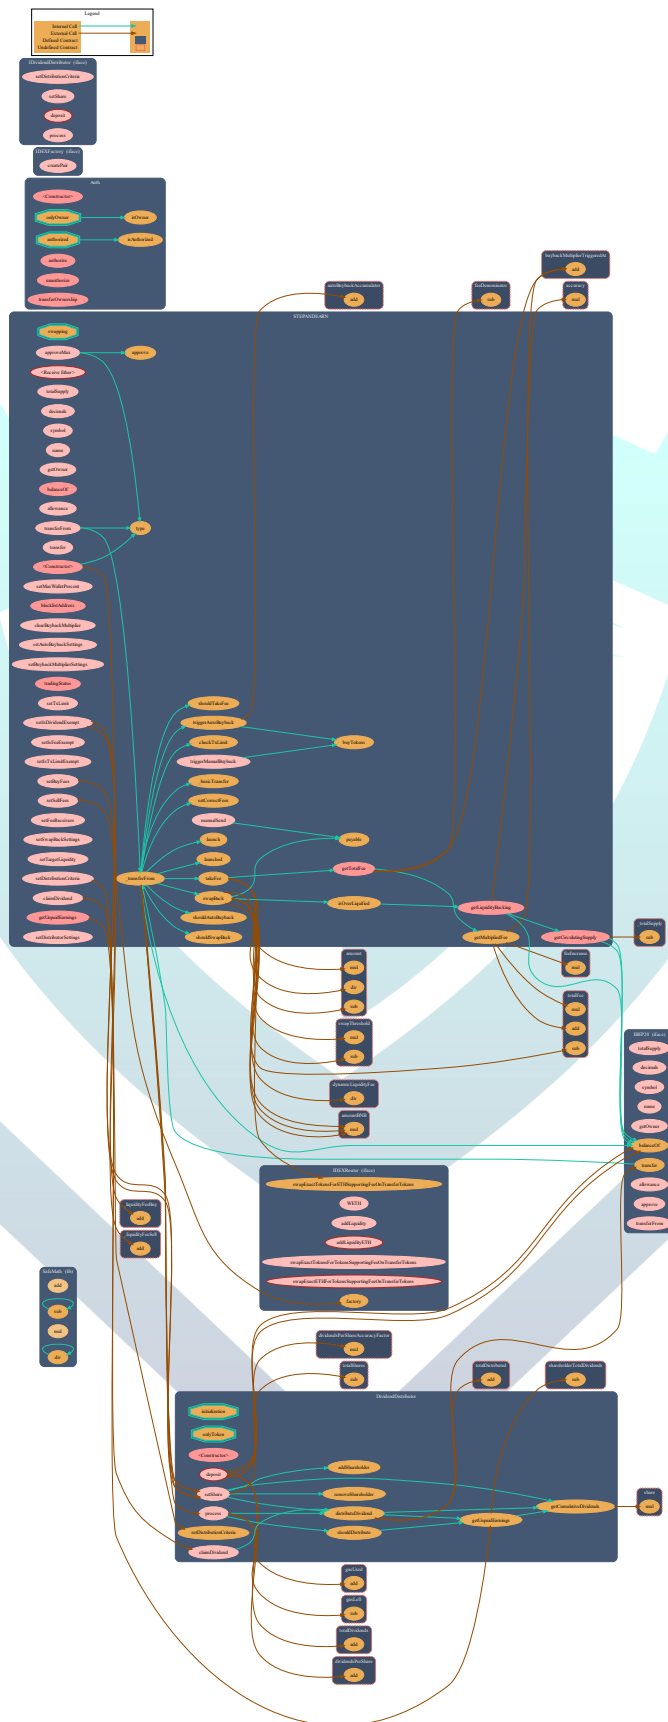 Legend
Internal Call
External Call
Defined Contract
Undefined Contract
IDividendDistributor (iface)
setDistributionCriteria
setShare
deposit
process
IDEXFactory (iface)
createPair
Auth
<Constructor>
onlyOwner
isOwner
authorized
isAuthorized
authorize
unauthorize
transferOwnership
buybackMultiplierTriggeredAt
add
autoBuybackAccumulator
add
feeDenominator
sub
accuracy
mul
STEPANDEARN
swapping
approveMax
approve
<Receive Ether>
totalSupply
decimals
symbol
name
getOwner
balanceOf
allowance
transferFrom
type
transfer
<Constructor>
setMaxWalletPercent
blacklistAddress
clearBuybackMultiplier
setAutoBuybackSettings
setBuybackMultiplierSettings
tradingStatus
setTxLimit
shouldTakeFee
setIsDividendExempt
triggerAutoBuyback
setIsFeeExempt
checkTxLimit
buyTokens
setIsTxLimitExempt
triggerManualBuyback
setBuyFees
basicTransfer
setSellFees
setCorrectFees
setFeeReceivers
manualSend
setSwapBackSettings
launch
payable
setTargetLiquidity
launched
getTotalFee
setDistributionCriteria
_transferFrom
takeFee
claimDividend
swapBack
isOverLiquified
getLiquidityBacking
getUnpaidEarnings
shouldAutoBuyback
setDistributorSettings
shouldSwapBack
getMultipliedFee
getCirculatingSupply
_totalSupply
sub
amount
mul
div
sub
feeIncrease
mul
totalFee
mul
add
sub
swapThreshold
mul
sub
dynamicLiquidityFee
div
amountBNB
mul
IBEP20 (iface)
totalSupply
decimals
symbol
name
getOwner
balanceOf
transfer
allowance
approve
transferFrom
IDEXRouter (iface)
swapExactTokensForETHSupportingFeeOnTransferTokens
WETH
addLiquidity
addLiquidityETH
swapExactTokensForTokensSupportingFeeOnTransferTokens
swapExactETHForTokensSupportingFeeOnTransferTokens
factory
liquidityFeeBuy
add
liquidityFeeSell
add
SafeMath (lib)
add
sub
mul
div
dividendsPerShareAccuracyFactor
mul
totalShares
sub
totalDistributed
add
shareholderTotalDividends
sub
DividendDistributor
initialization
onlyToken
<Constructor>
deposit
addShareholder
setShare
removeShareholder
getCumulativeDividends
process
distributeDividend
getUnpaidEarnings
setDistributionCriteria
shouldDistribute
claimDividend
share
mul
gasUsed
add
gasLeft
sub
totalDividends
add
dividendsPerShare
add